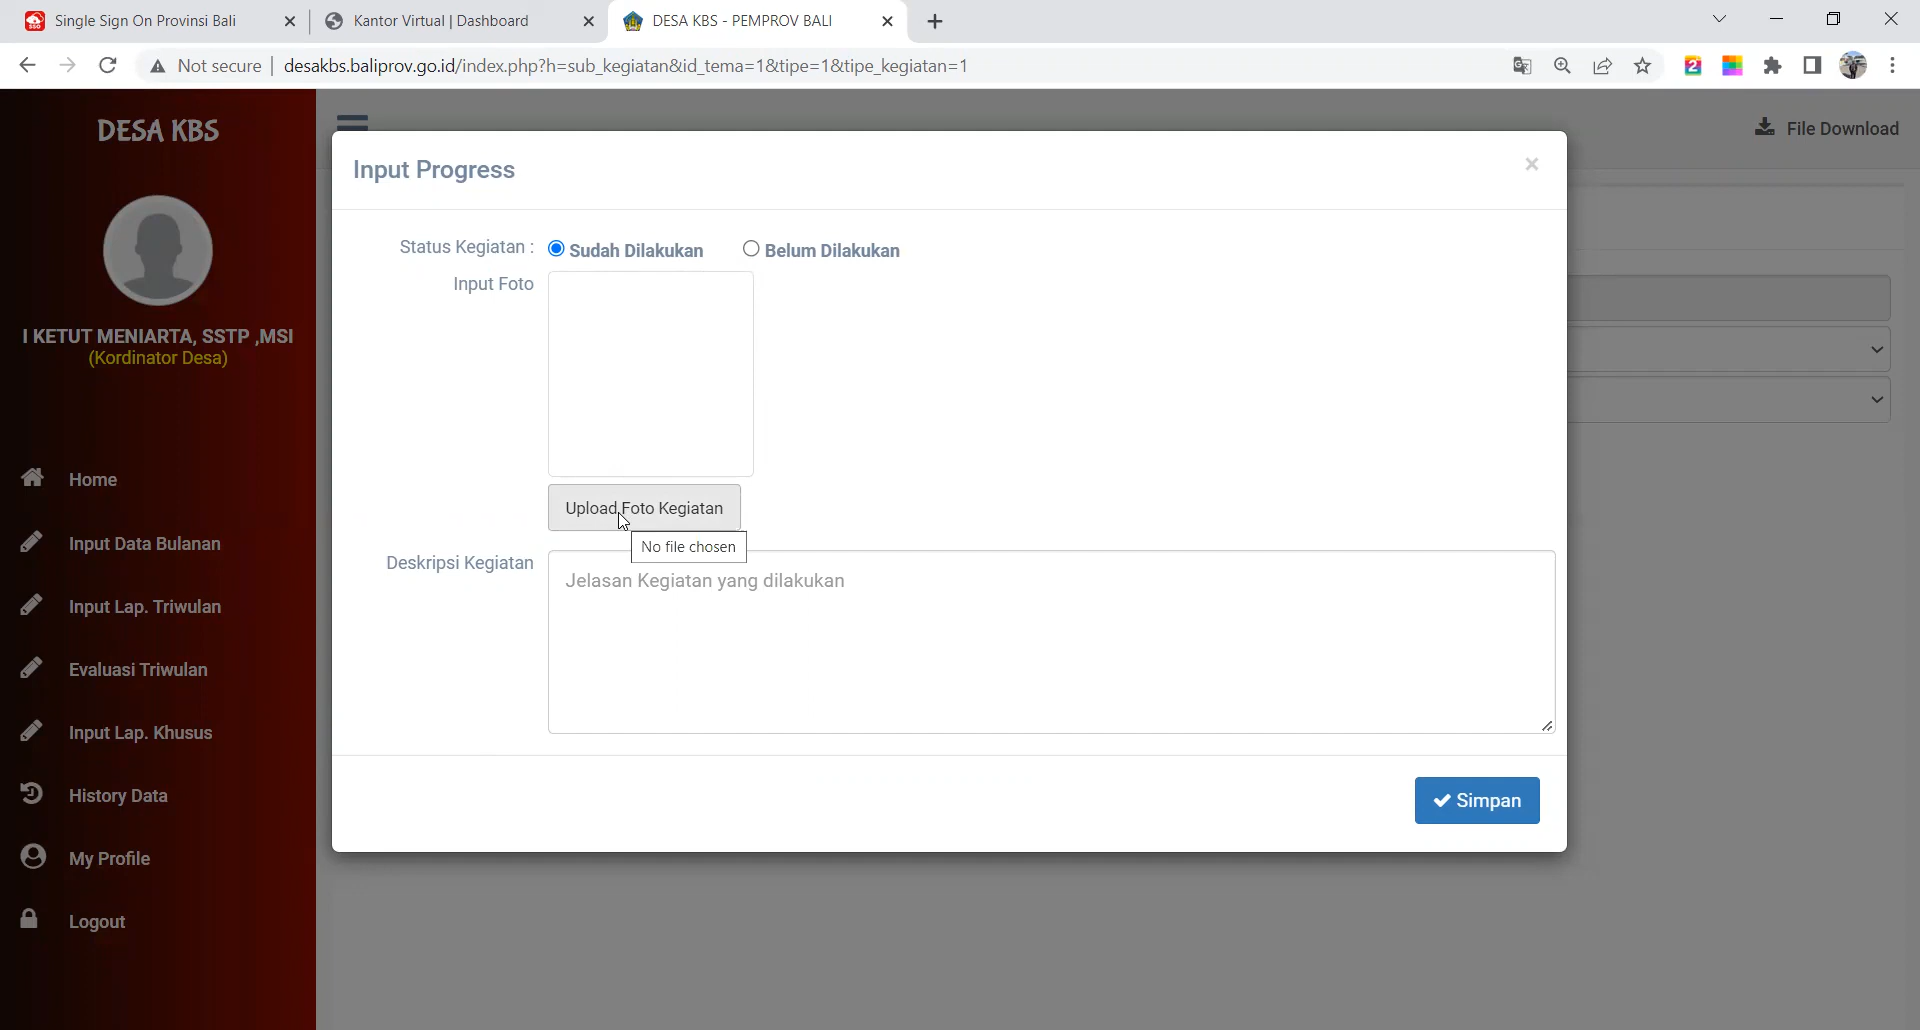 Single Sign On Provinsi Bali
Kantor Virtual | Dashboard
DESA KBS - PEMPROV BALI
Not secure
desakbs.baliprov.go.id/index.php?h=sub_kegiatan&id_tema=1&tipe=1&tipe_kegiatan=1
DESA KBS
File Download
I KETUT MENIARTA, SSTP ,MSI
(Kordinator Desa)
Home
Input Data Bulanan
Input Lap. Triwulan
Evaluasi Triwulan
Input Lap. Khusus
History Data
My Profile
Logout
Input Progress
Status Kegiatan :
Sudah Dilakukan
Belum Dilakukan
Input Foto
Upload Foto Kegiatan
No file chosen
Deskripsi Kegiatan
Jelasan Kegiatan yang dilakukan
Simpan